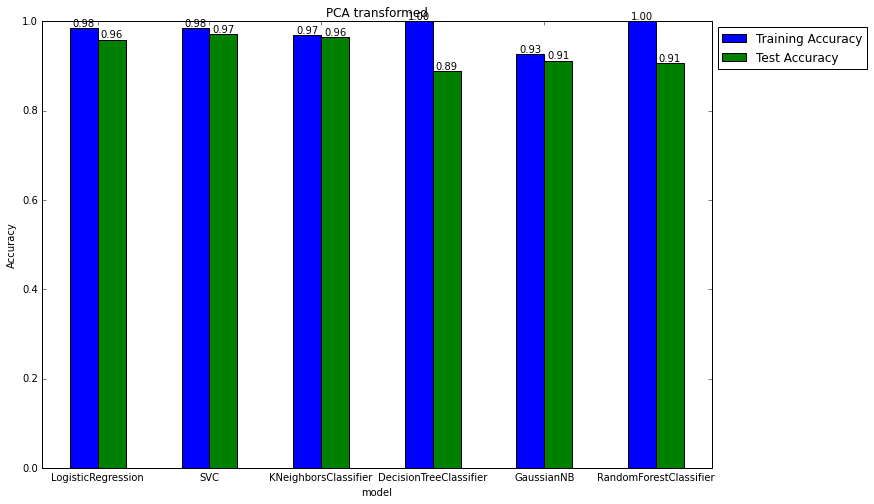 PCA transformed
1.00
1.00
0.98
0.96
0.98
0.97
0.97
0.96
0.89
0.93
0.91
0.91
Training Accuracy
Test Accuracy
1.0
0.8
0.6
0.4
0.2
0.0
Accuracy
LogisticRegression
SVC
KNeighborsClassifier
DecisionTreeClassifier
GaussianNB
RandomForestClassifier
model